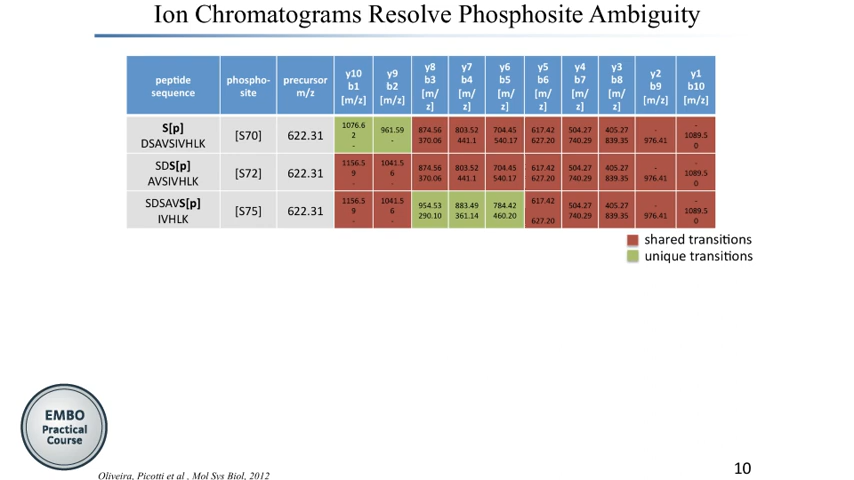 Ion Chromatograms Resolve Phosphosite Ambiguity
peptide sequence | phospho-site | precursor m/z | y10 b1 [m/z] | y9 b2 [m/z] | y8 b3 [m/z] | y7 b4 [m/z] | y6 b5 [m/z] | y5 b6 [m/z] | y4 b7 [m/z] | y3 b8 [m/z] | y2 b9 [m/z] | y1 b10 [m/z]
S[p]DSAVSIVHLK | [S70] | 622.31 | 1076.62 - | 961.59 - | 874.56 370.06 | 803.52 441.1 | 704.45 540.17 | 617.42 627.20 | 504.27 740.29 | 405.27 839.35 | - 976.41 | - 1089.50
SDS[p]AVSIVHLK | [S72] | 622.31 | 1156.59 - | 1041.56 - | 874.56 370.06 | 803.52 441.1 | 704.45 540.17 | 617.42 627.20 | 504.27 740.29 | 405.27 839.35 | - 976.41 | - 1089.50
SDSAVS[p]IVHLK | [S75] | 622.31 | 1156.59 - | 1041.56 - | 954.53 290.10 | 883.49 361.14 | 784.42 460.20 | 617.42 627.20 | 504.27 740.29 | 405.27 839.35 | - 976.41 | - 1089.50
shared transitions
unique transitions
EMBO
Practical
Course
Oliveira, Picotti et al , Mol Sys Biol, 2012
10